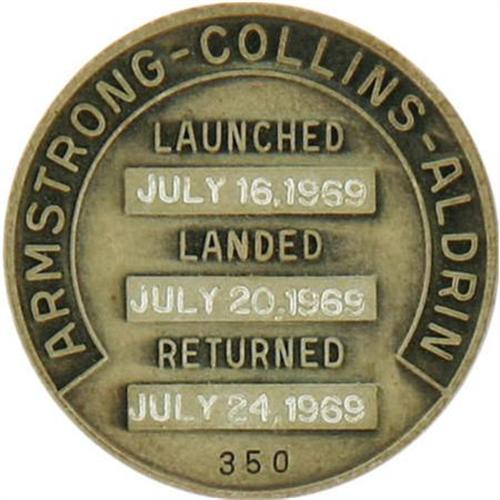 ARMSTRONG-COLLINS-ALDRIN
LAUNCHED
JULY 16,1969
LANDED
JULY 20,1969
RETURNED
JULY 24,1969
350